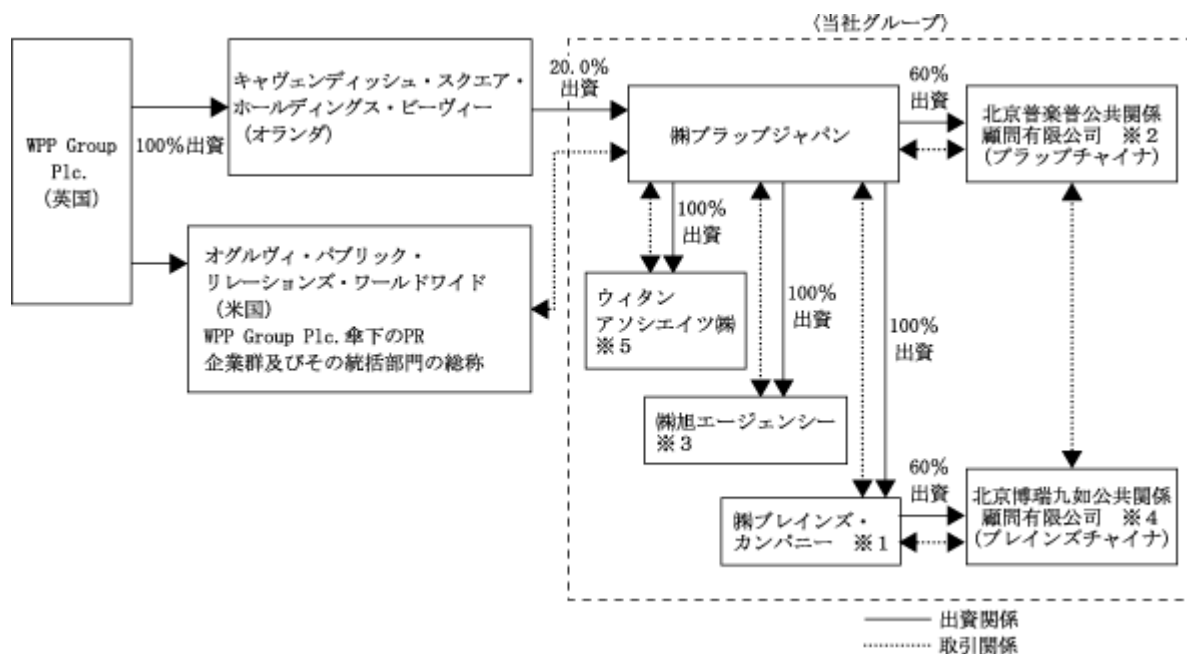 〈当社グループ〉
WPP Group
Plc.
(英国)
100%出資
キャヴェンディッシュ・スクエア・
ホールディングス・ビーヴィー
(オランダ)
オグルヴィ・パブリック・
リレーションズ・ワールドワイド
(米国)
WPP Group Plc.傘下のPR
企業群及びその統括部門の総称
20.0%
出資
㈱プラップジャパン
60%
出資
北京普楽普公共関係
顧問有限公司 ※2
(プラップチャイナ)
100%
出資
ウィタン
アソシエイツ㈱
※5
100%
出資
㈱旭エージェンシー
※3
100%
出資
㈱ブレインズ・
カンパニー ※1
60%
出資
北京博瑞九如公共関係
顧問有限公司 ※4
(ブレインズチャイナ)
出資関係
取引関係